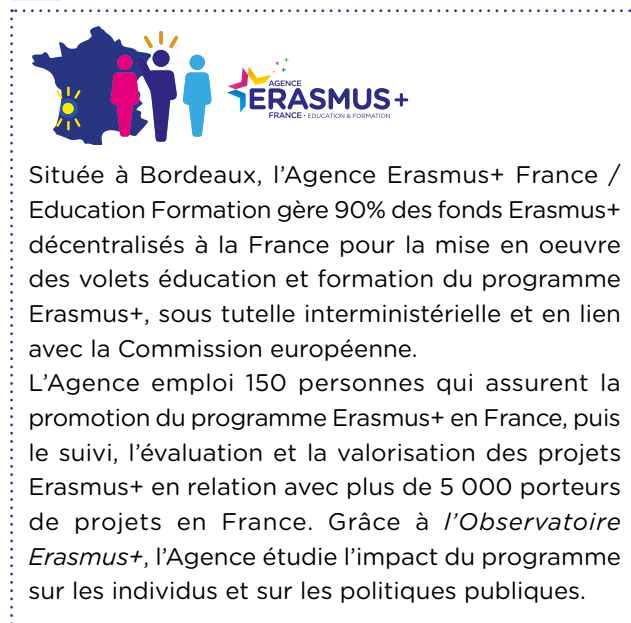 AGENCE
ERASMUS+
FRANCE · EDUCATION & FORMATION
Située à Bordeaux, l’Agence Erasmus+ France /
Education Formation gère 90% des fonds Erasmus+
décentralisés à la France pour la mise en oeuvre
des volets éducation et formation du programme
Erasmus+, sous tutelle interministérielle et en lien
avec la Commission européenne.
L’Agence emploi 150 personnes qui assurent la
promotion du programme Erasmus+ en France, puis
le suivi, l’évaluation et la valorisation des projets
Erasmus+ en relation avec plus de 5 000 porteurs
de projets en France. Grâce à l’Observatoire
Erasmus+, l’Agence étudie l’impact du programme
sur les individus et sur les politiques publiques.